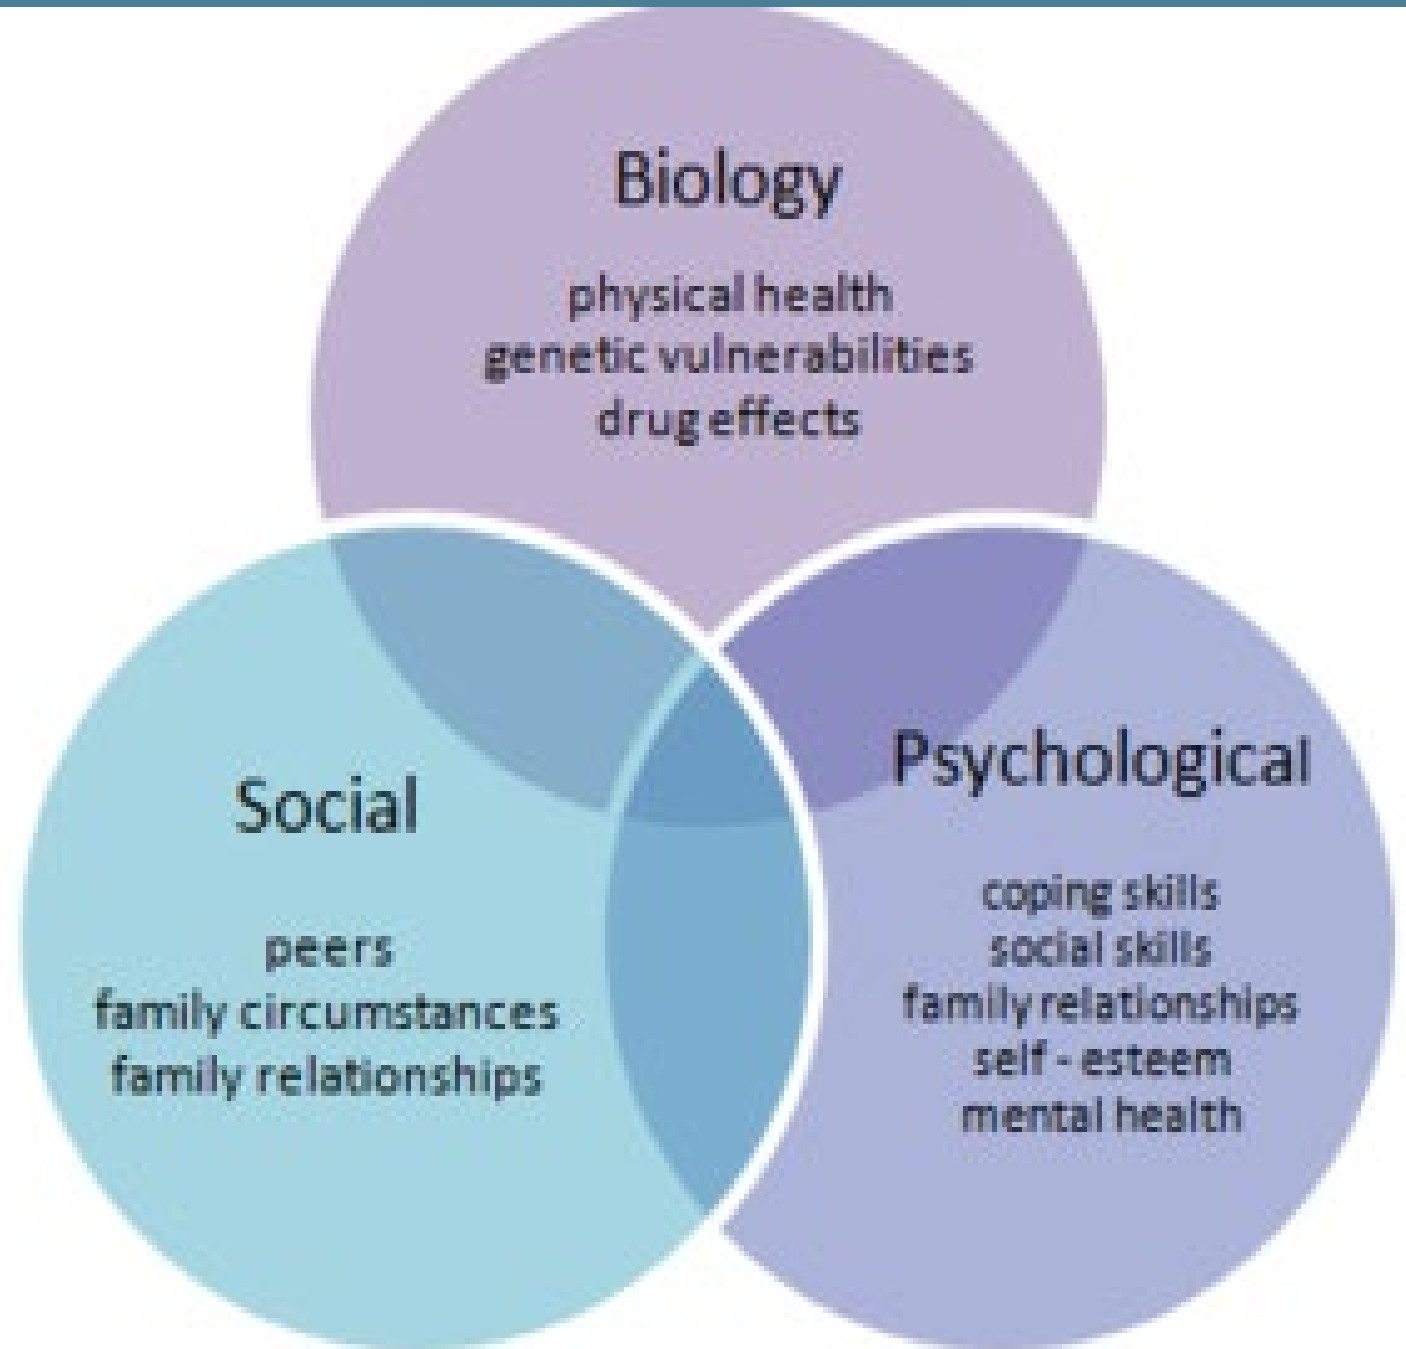 Biology
physical health
genetic vulnerabilities
drug effects
Social
peers
family circumstances
family relationships
Psychological
coping skills
social skills
family relationships
self - esteem
mental health